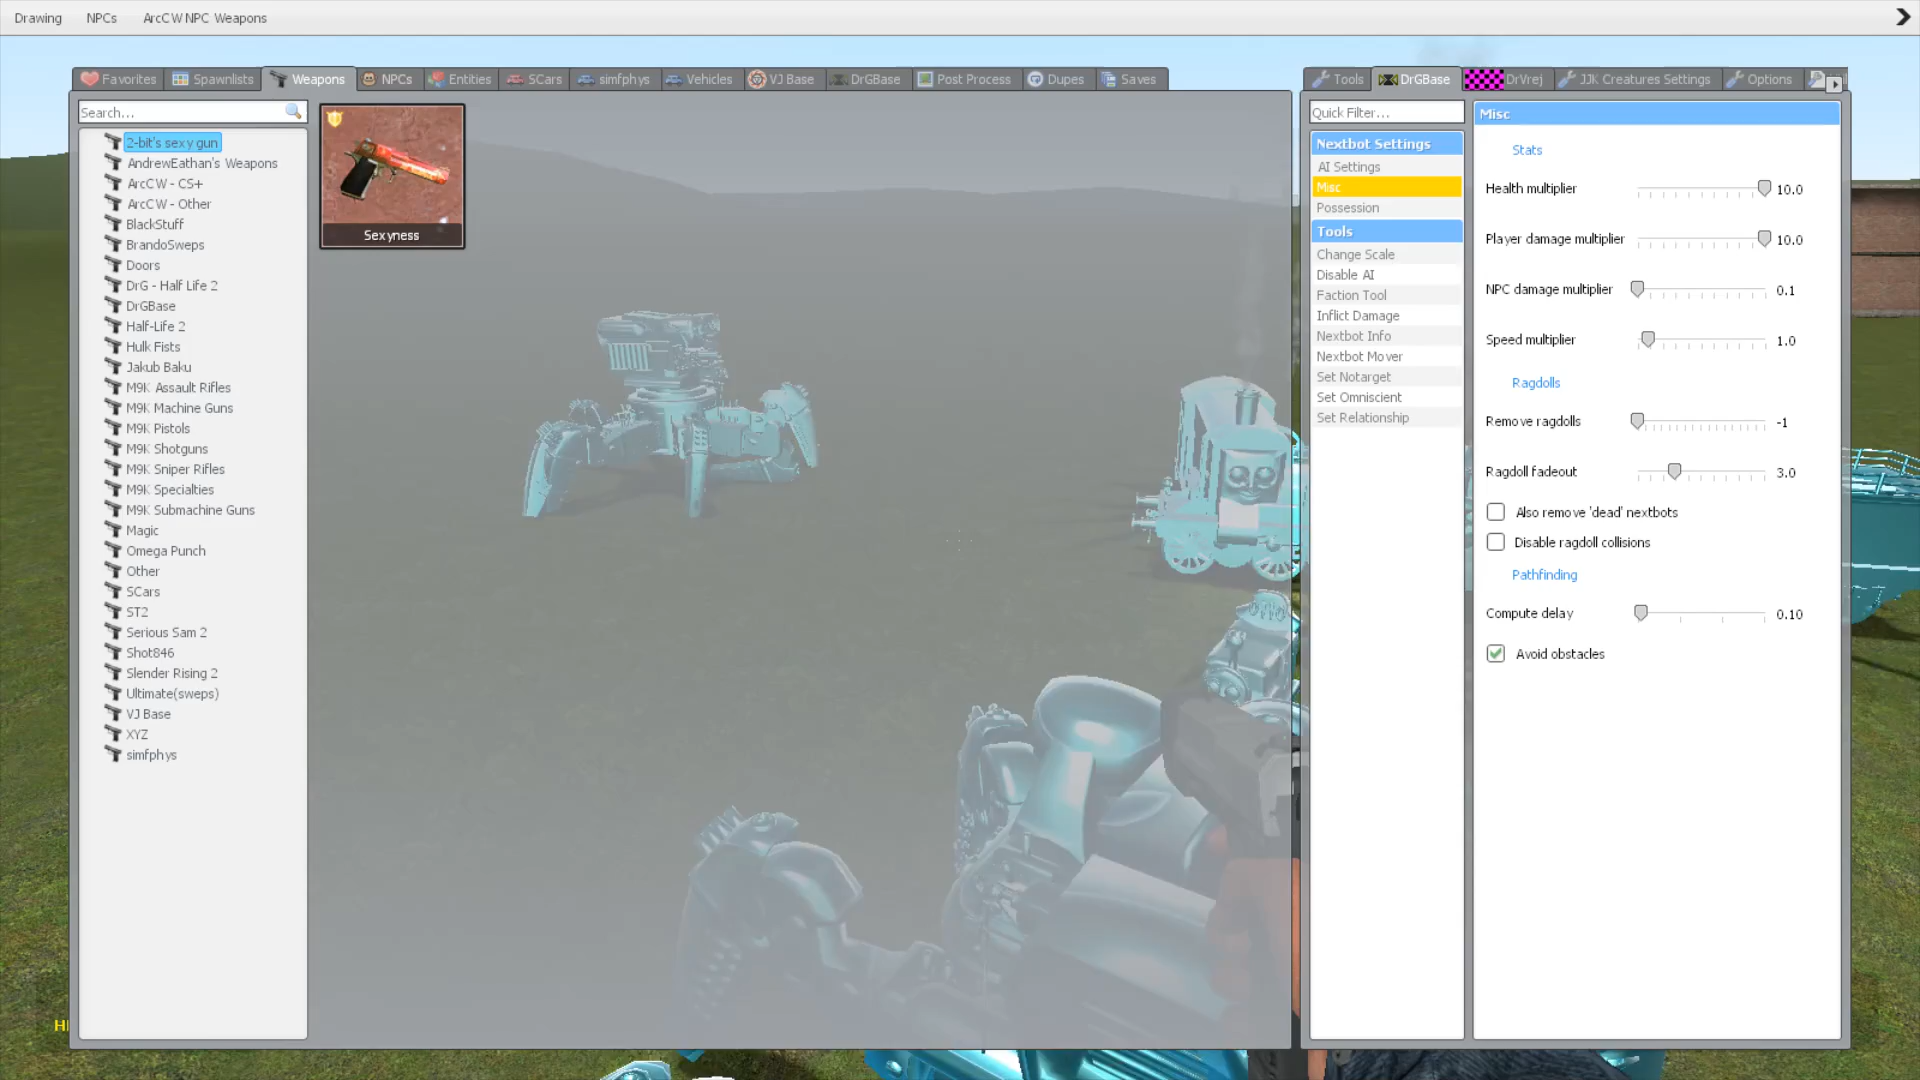 Drawing NPCs ArcCW NPC Weapons
Favorites Spawnlists Weapons NPCs Entities SCars simfphys Vehicles VJ Base DrGBase Post Process Dupes Saves
Search...
2-bit's sexy gun
AndrewEathan's Weapons
ArcCW - CS+
ArcCW - Other
BlackStuff
BrandoSweps
Doors
DrG - Half Life 2
DrGBase
Half-Life 2
Hulk Fists
Jakub Baku
M9K Assault Rifles
M9K Machine Guns
M9K Pistols
M9K Shotguns
M9K Sniper Rifles
M9K Specialties
M9K Submachine Guns
Magic
Omega Punch
Other
SCars
ST2
Serious Sam 2
Shot846
Slender Rising 2
Ultimate(sweps)
VJ Base
XYZ
simfphys
Sexyness
Tools DrGBase DrVrej JJK Creatures Settings Options
Quick Filter...
Nextbot Settings
AI Settings
Misc
Possession
Tools
Change Scale
Disable AI
Faction Tool
Inflict Damage
Nextbot Info
Nextbot Mover
Set Notarget
Set Omniscient
Set Relationship
Misc
Stats
Health multiplier 10.0
Player damage multiplier 10.0
NPC damage multiplier 0.1
Speed multiplier 1.0
Ragdolls
Remove ragdolls -1
Ragdoll fadeout 3.0
Also remove 'dead' nextbots
Disable ragdoll collisions
Pathfinding
Compute delay 0.10
Avoid obstacles